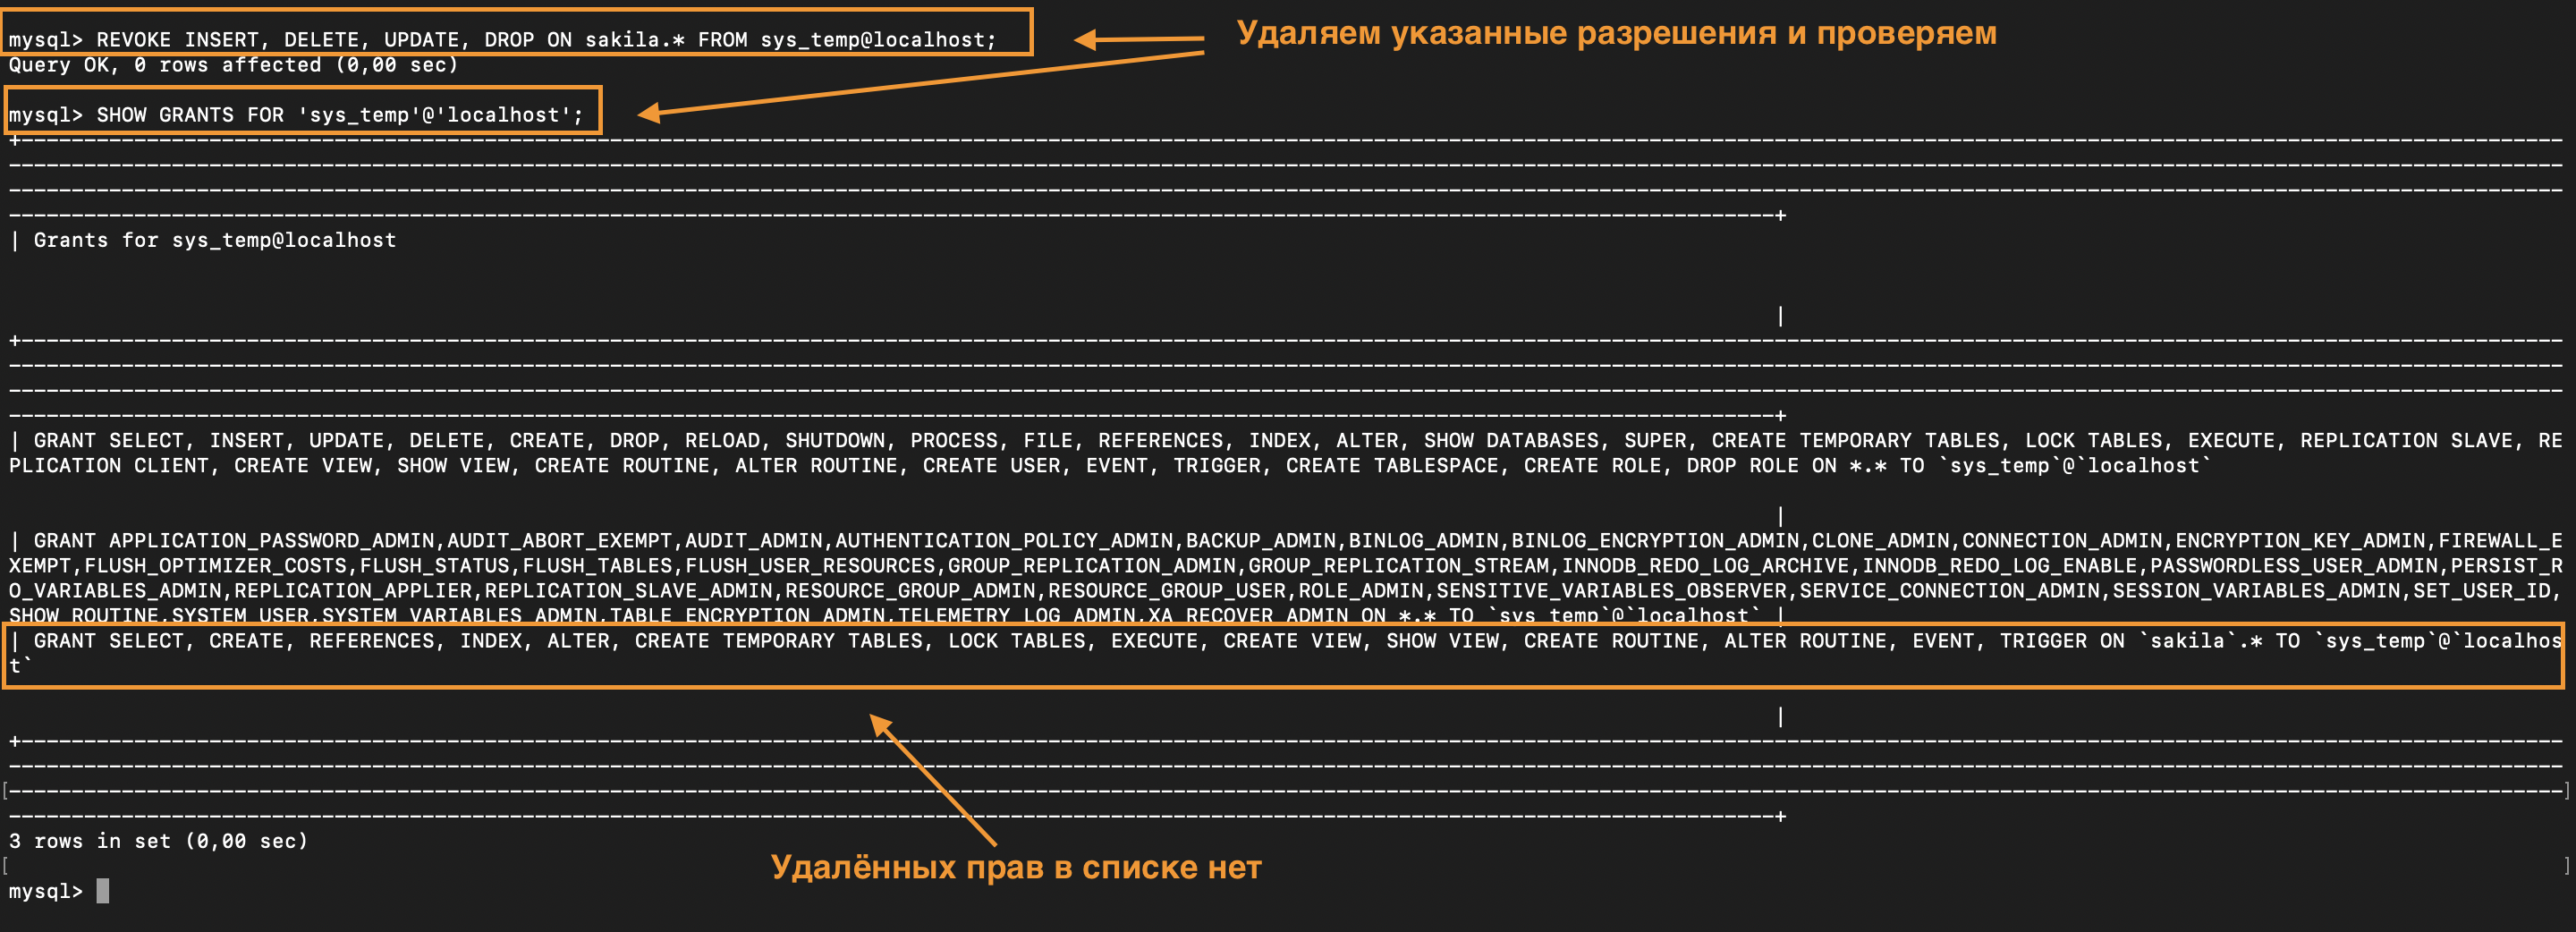 mysql> REVOKE INSERT, DELETE, UPDATE, DROP ON sakila.* FROM sys_temp@localhost;
Удаляем указанные разрешения и проверяем
Query OK, 0 rows affected (0,00 sec)
mysql> SHOW GRANTS FOR 'sys_temp'@'localhost';
| Grants for sys_temp@localhost
|
| GRANT SELECT, INSERT, UPDATE, DELETE, CREATE, DROP, RELOAD, SHUTDOWN, PROCESS, FILE, REFERENCES, INDEX, ALTER, SHOW DATABASES, SUPER, CREATE TEMPORARY TABLES, LOCK TABLES, EXECUTE, REPLICATION SLAVE, RE
PLICATION CLIENT, CREATE VIEW, SHOW VIEW, CREATE ROUTINE, ALTER ROUTINE, CREATE USER, EVENT, TRIGGER, CREATE TABLESPACE, CREATE ROLE, DROP ROLE ON *.* TO `sys_temp`@`localhost`
|
| GRANT APPLICATION_PASSWORD_ADMIN,AUDIT_ABORT_EXEMPT,AUDIT_ADMIN,AUTHENTICATION_POLICY_ADMIN,BACKUP_ADMIN,BINLOG_ADMIN,BINLOG_ENCRYPTION_ADMIN,CLONE_ADMIN,CONNECTION_ADMIN,ENCRYPTION_KEY_ADMIN,FIREWALL_E
XEMPT,FLUSH_OPTIMIZER_COSTS,FLUSH_STATUS,FLUSH_TABLES,FLUSH_USER_RESOURCES,GROUP_REPLICATION_ADMIN,GROUP_REPLICATION_STREAM,INNODB_REDO_LOG_ARCHIVE,INNODB_REDO_LOG_ENABLE,PASSWORDLESS_USER_ADMIN,PERSIST_R
O_VARIABLES_ADMIN,REPLICATION_APPLIER,REPLICATION_SLAVE_ADMIN,RESOURCE_GROUP_ADMIN,RESOURCE_GROUP_USER,ROLE_ADMIN,SENSITIVE_VARIABLES_OBSERVER,SERVICE_CONNECTION_ADMIN,SESSION_VARIABLES_ADMIN,SET_USER_ID,
SHOW_ROUTINE,SYSTEM_USER,SYSTEM_VARIABLES_ADMIN,TABLE_ENCRYPTION_ADMIN,TELEMETRY_LOG_ADMIN,XA_RECOVER_ADMIN ON *.* TO `sys_temp`@`localhost` |
| GRANT SELECT, CREATE, REFERENCES, INDEX, ALTER, CREATE TEMPORARY TABLES, LOCK TABLES, EXECUTE, CREATE VIEW, SHOW VIEW, CREATE ROUTINE, ALTER ROUTINE, EVENT, TRIGGER ON `sakila`.* TO `sys_temp`@`localhos
t`
|
3 rows in set (0,00 sec)
Удалённых прав в списке нет
mysql>